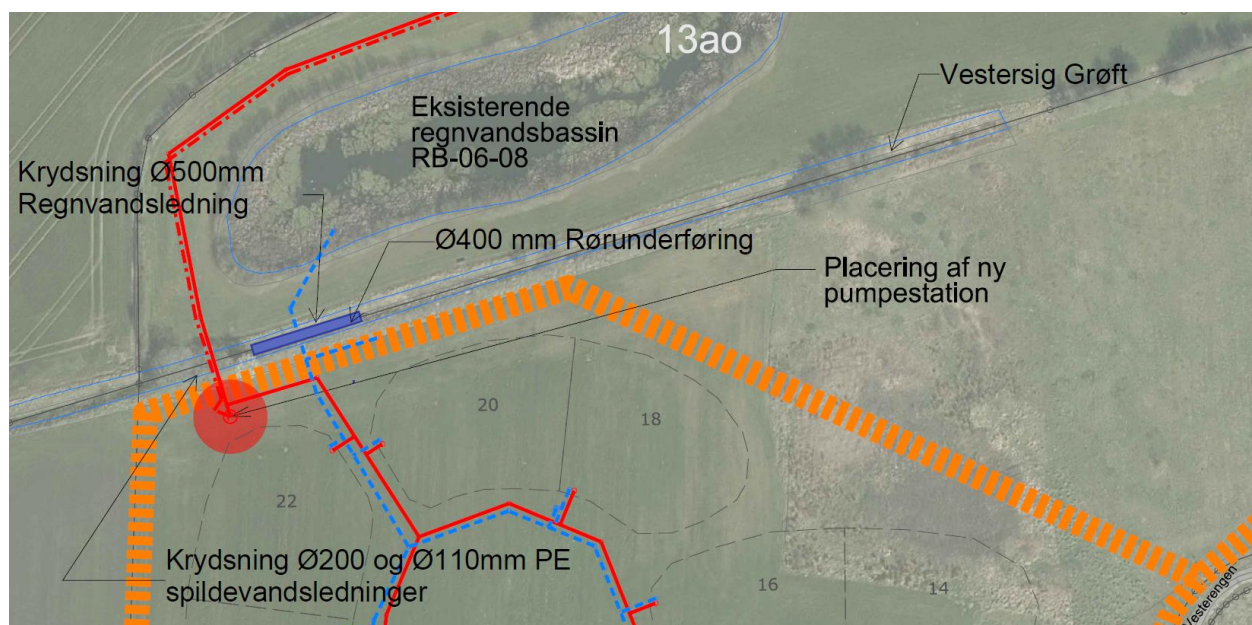 13ao
Vestersig Grøft
Eksisterende
regnvandsbassin
RB-06-08
Krydsning Ø500mm
Regnvandsledning
Ø400 mm Rørunderføring
Placering af ny
pumpestation
20
18
22
16
14
Krydsning Ø200 og Ø110mm PE
spildevandsledninger
Vesterengen